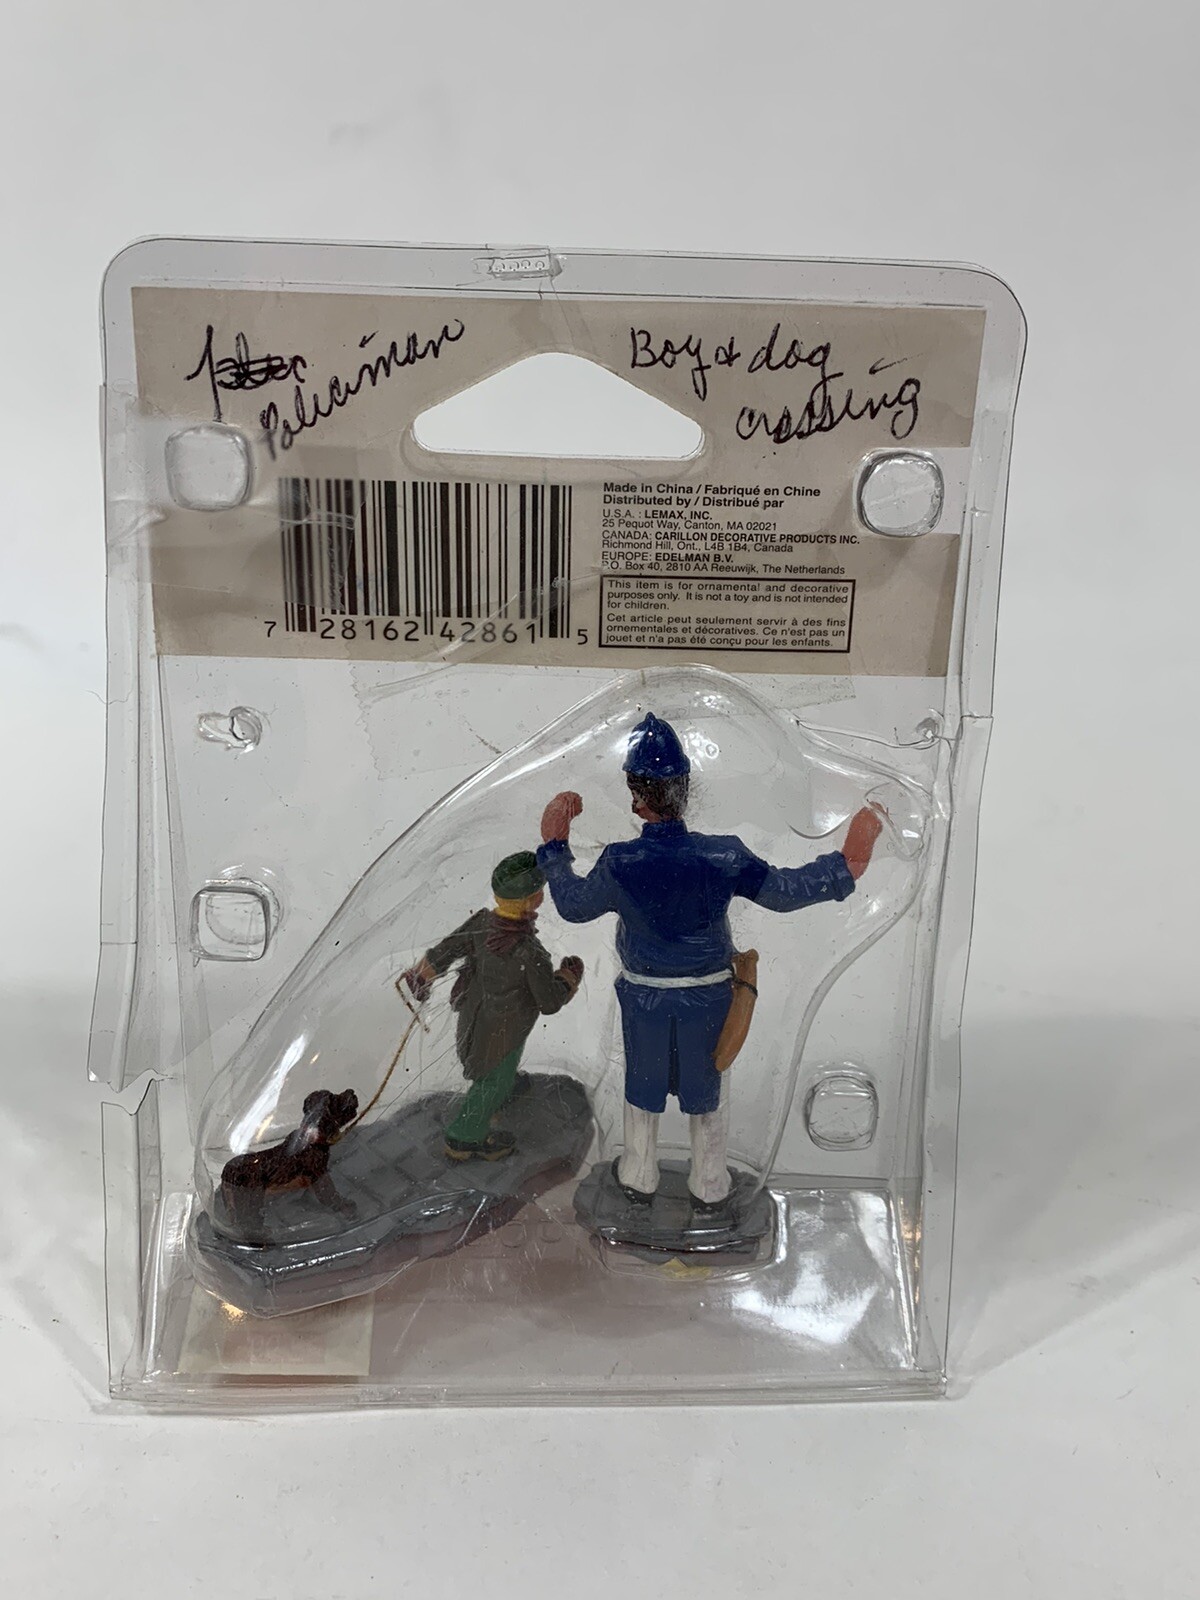 Policiman
Boy & dog
crossing
Made in China / Fabriqué en Chine
Distributed by / Distribué par
U.S.A. : LEMAX, INC.
25 Pequot Way, Canton, MA 02021
CANADA: CARILLON DECORATIVE PRODUCTS INC.
Richmond Hill, Ont., L4B 1B4, Canada
EUROPE: EDELMAN B.V.
P.O. Box 40, 2810 AA Reeuwijk, The Netherlands
This item is for ornamental and decorative
purposes only. It is not a toy and is not intended
for children.
Cet article peut seulement servir à des fins
ornementales et décoratives. Ce n'est pas un
jouet et n'a pas été conçu pour les enfants.
7 28162 42861 5